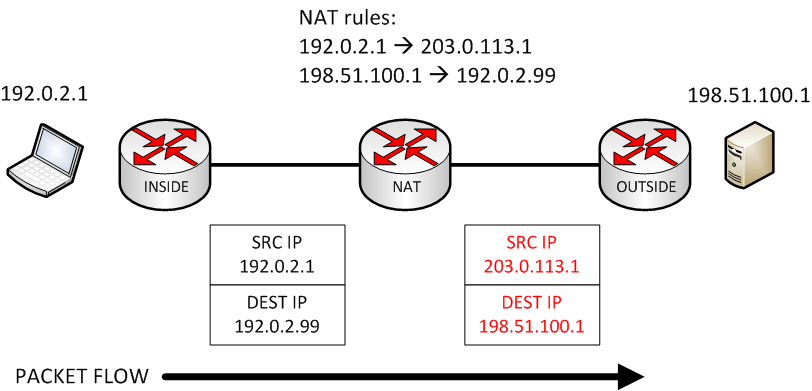 NAT rules:
192.0.2.1 → 203.0.113.1
198.51.100.1 → 192.0.2.99
192.0.2.1
198.51.100.1
INSIDE
NAT
OUTSIDE
SRC IP
192.0.2.1
DEST IP
192.0.2.99
SRC IP
203.0.113.1
DEST IP
198.51.100.1
PACKET FLOW